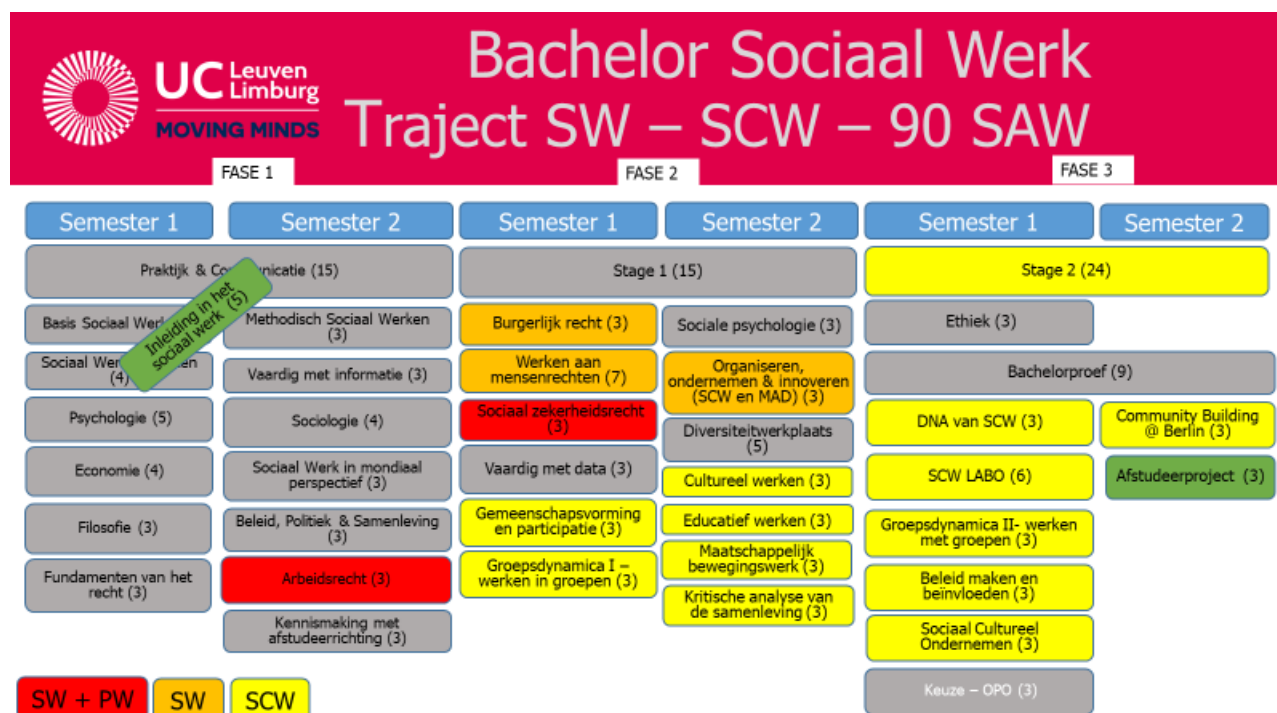 UC Leuven
Limburg
MOVING MINDS
Bachelor Sociaal Werk
Traject SW – SCW – 90 SAW
FASE 1
FASE 2
FASE 3
Semester 1
Semester 2
Semester 1
Semester 2
Semester 1
Semester 2
Praktijk &
(15)
Stage 1 (15)
Stage 2 (24)
Inleiding in het
sociaal werk (5)
Basis Sociaal
Sociaal
(4)
Psychologie (5)
Economie (4)
Filosofie (3)
Fundamenten van het
recht (3)
Methodisch Sociaal Werken
(3)
Vaardig met informatie (3)
Sociologie (4)
Sociaal Werk in mondiaal
perspectief (3)
Beleid, Politiek & Samenleving
(3)
Arbeidsrecht (3)
Kennismaking met
afstudeerrichting (3)
Burgerlijk recht (3)
Werken aan
mensenrechten (7)
Sociaal zekerheidsrecht
(3)
Vaardig met data (3)
Gemeenschapsvorming
en participatie (3)
Groepsdynamica I –
werken in groepen (3)
Sociale psychologie (3)
Organiseren,
ondernemen & innoveren
(SCW en MAD) (3)
Diversiteitwerkplaats
(5)
Cultureel werken (3)
Educatief werken (3)
Maatschappelijk
bewegingswerk (3)
Kritische analyse van
de samenleving (3)
Ethiek (3)
Bachelorproef (9)
DNA van SCW (3)
SCW LABO (6)
Groepsdynamica II- werken
met groepen (3)
Beleid maken en
beïnvloeden (3)
Sociaal Cultureel
Ondernemen (3)
Keuze – OPO (3)
Community Building
@ Berlin (3)
Afstudeerproject (3)
SW + PW
SW
SCW